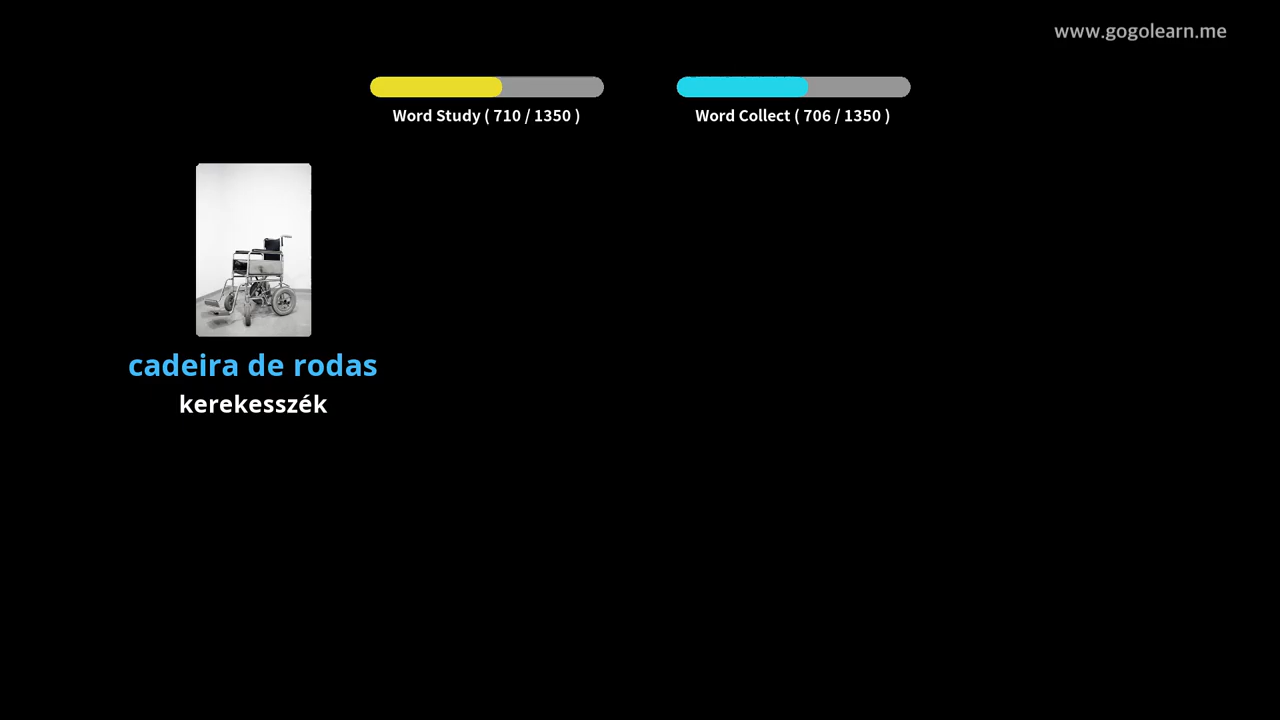 www.gogolearn.me
Word Study ( 710 / 1350 )
Word Collect ( 706 / 1350 )
cadeira de rodas
kerekesszék